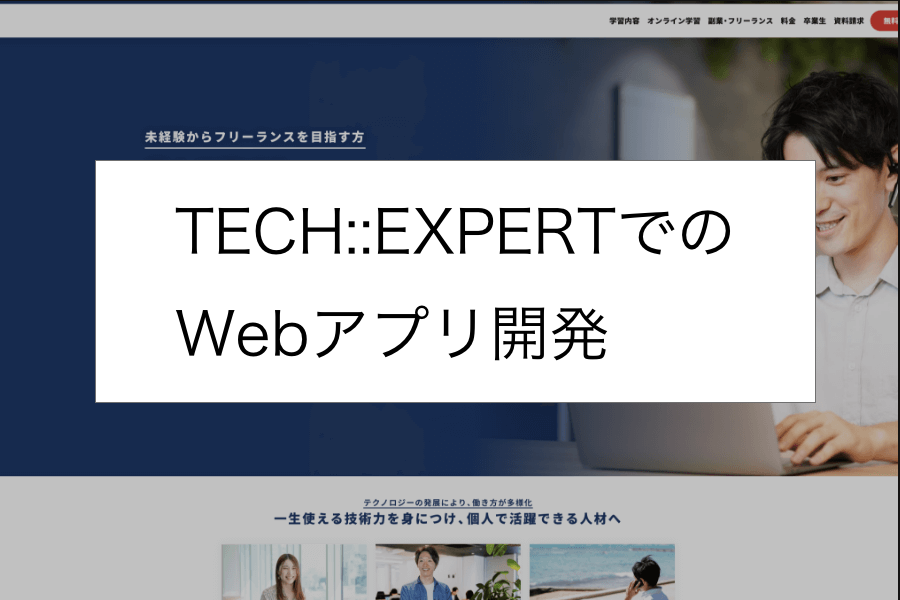 学習内容 オンライン学習 副業・フリーランス 料金 卒業生 資料請求 無料
未経験からフリーランスを目指す方
TECH::EXPERTでの
Webアプリ開発
テクノロジーの発展により、働き方が多様化
一生使える技術力を身につけ、個人で活躍できる人材へ